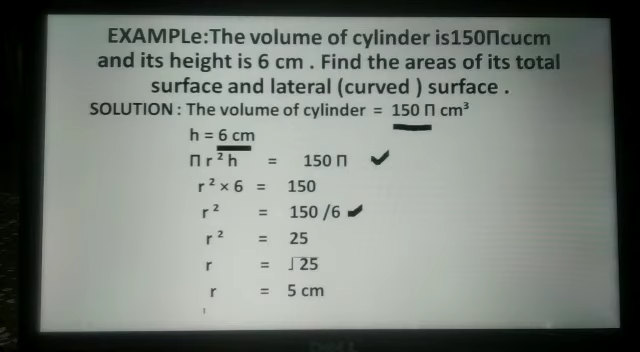 EXAMPLe:The volume of cylinder is150Πcucm
and its height is 6 cm . Find the areas of its total
surface and lateral (curved ) surface .
SOLUTION : The volume of cylinder = 150 Π cm³
h = 6 cm
Π r ² h = 150 Π ✔
r ² × 6 = 150
r ² = 150 /6 ✔
r ² = 25
r = √25
r = 5 cm